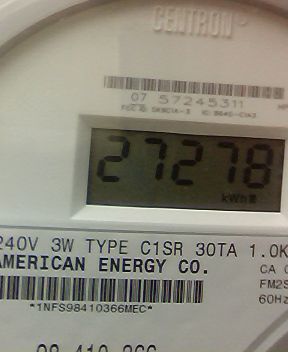 CENTRON
07 57245311
27278
kWh
240V 3W TYPE C1SR 30TA 1.0K
AMERICAN ENERGY CO.
CA
FM2S
60Hz
*1NFS98410366MEC*